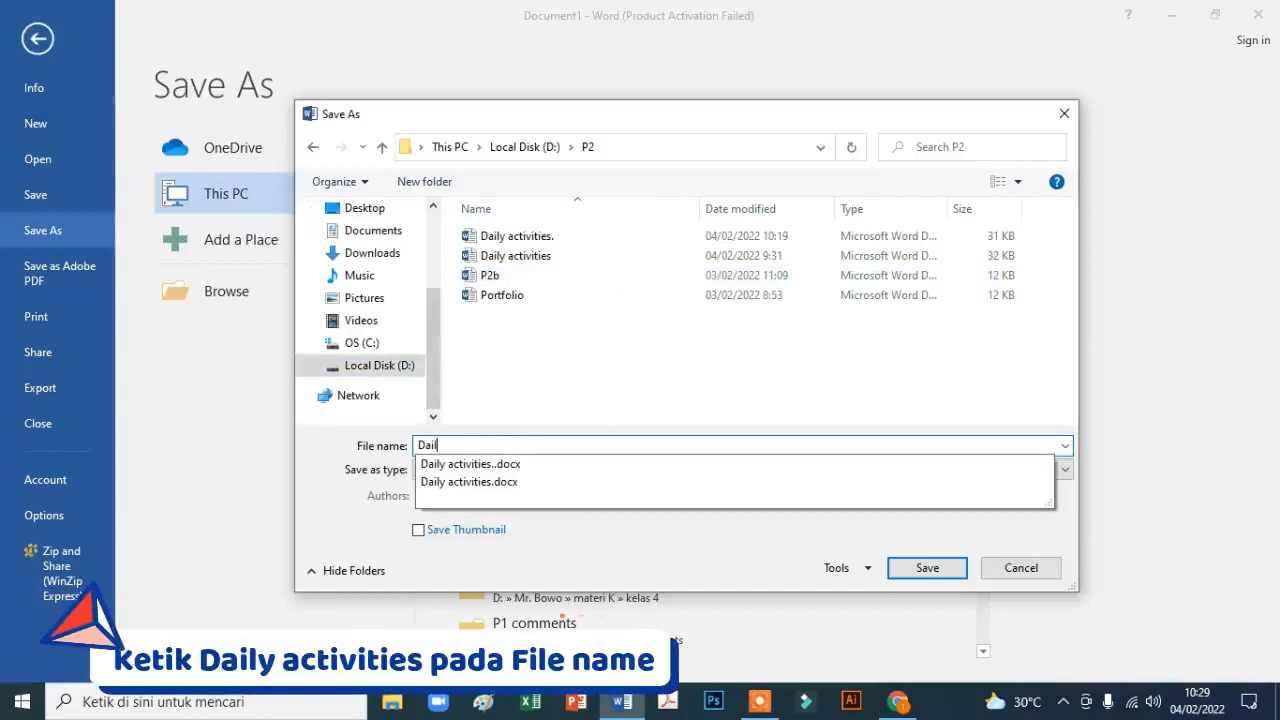 Document1 - Word (Product Activation Failed)
?
Sign in
Info
New
Open
Save
Save As
Save as Adobe
PDF
Print
Share
Export
Close
Account
Options
Zip and
Share
(WinZip
Express)
Save As
OneDrive
This PC
Add a Place
Browse
Save As
This PC > Local Disk (D:) > P2
Search P2
Organize
New folder
?
Desktop
Documents
Downloads
Music
Pictures
Videos
OS (C:)
Local Disk (D:)
Network
Name Date modified Type Size
Daily activities. 04/02/2022 10:19 Microsoft Word D... 31 KB
Daily activities 04/02/2022 9:31 Microsoft Word D... 32 KB
P2b 03/02/2022 11:09 Microsoft Word D... 12 KB
Portfolio 03/02/2022 8:53 Microsoft Word D... 12 KB
File name: Dail
Daily activities..docx
Daily activities.docx
Save as type:
Authors:
Save Thumbnail
Hide Folders
Tools
Save
Cancel
D: » Mr. Bowo » materi K » kelas 4
P1 comments
Ketik Daily activities pada File name
Ketik di sini untuk mencari
30°C
10:29
04/02/2022